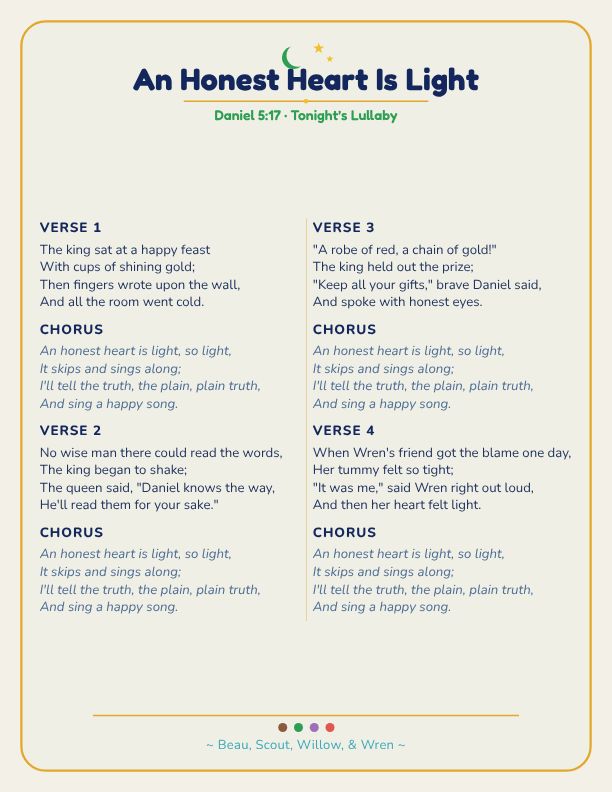 An Honest Heart Is Light
Daniel 5:17 · Tonight's Lullaby
VERSE 1
The king sat at a happy feast
With cups of shining gold;
Then fingers wrote upon the wall,
And all the room went cold.
CHORUS
An honest heart is light, so light,
It skips and sings along;
I'll tell the truth, the plain, plain truth,
And sing a happy song.
VERSE 2
No wise man there could read the words,
The king began to shake;
The queen said, "Daniel knows the way,
He'll read them for your sake."
CHORUS
An honest heart is light, so light,
It skips and sings along;
I'll tell the truth, the plain, plain truth,
And sing a happy song.
VERSE 3
"A robe of red, a chain of gold!"
The king held out the prize;
"Keep all your gifts," brave Daniel said,
And spoke with honest eyes.
CHORUS
An honest heart is light, so light,
It skips and sings along;
I'll tell the truth, the plain, plain truth,
And sing a happy song.
VERSE 4
When Wren's friend got the blame one day,
Her tummy felt so tight;
"It was me," said Wren right out loud,
And then her heart felt light.
CHORUS
An honest heart is light, so light,
It skips and sings along;
I'll tell the truth, the plain, plain truth,
And sing a happy song.
~ Beau, Scout, Willow, & Wren ~